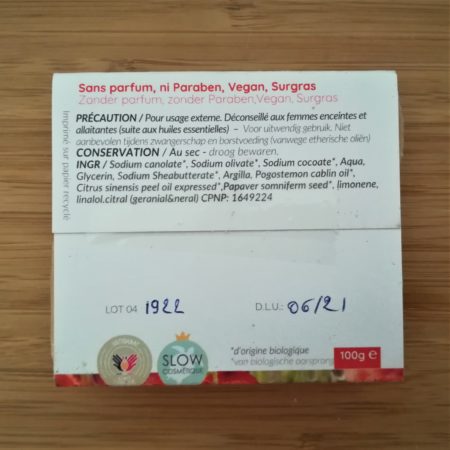 Sans parfum, ni Paraben, Vegan, Surgras
Zonder parfum, zonder Paraben,Vegan, Surgras
PRÉCAUTION / Pour usage externe. Déconseillé aux femmes enceintes et
allaitantes (suite aux huiles essentielles) – Voor uitwendig gebruik. Niet
aanbevolen tijdens zwangerschap en borstvoeding (vanwege etherische oliën)
CONSERVATION / Au sec - droog bewaren.
INGR / Sodium canolate*, Sodium olivate*, Sodium cocoate*, Aqua,
Glycerin, Sodium Sheabutterate*, Argilla, Pogostemon cablin oil*,
Citrus sinensis peel oil expressed*,Papaver somniferm seed*, limonene,
linalol.citral (geranial&neral) CPNP: 1649224
Imprimé sur papier recyclé
LOT 04 1922
D.L.U.: 06/21
SLOW
COSMÉTIQUE
*d'origine biologique
*van biologische oorsprong
100g e